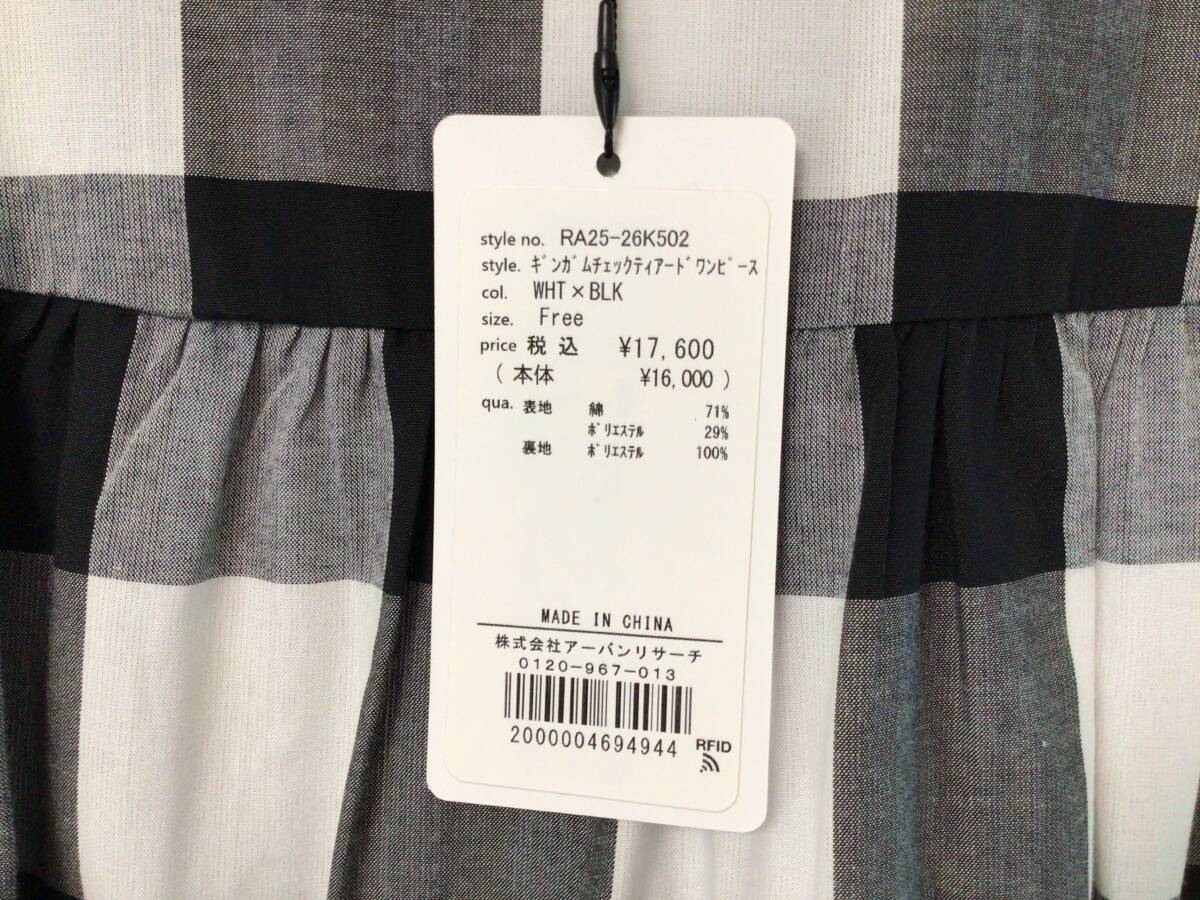 style no. RA25-26K502
style. ｷﾞﾝｶﾞﾑﾁｪｯｸﾃｨｱｰﾄﾞﾜﾝﾋﾟｰｽ
col. WHT×BLK
size. Free
price 税込 ¥17,600
( 本体 ¥16,000 )
qua. 表地 綿 71%
ﾎﾟﾘｴｽﾃﾙ 29%
裏地 ﾎﾟﾘｴｽﾃﾙ 100%
MADE IN CHINA
株式会社アーバンリサーチ
0120-967-013
2000004694944
RFID